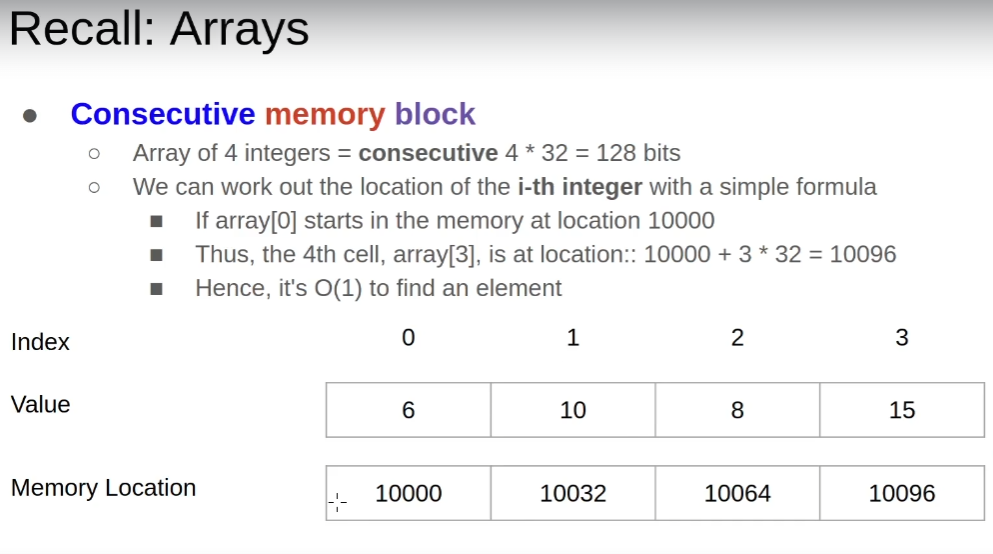 Recall: Arrays
● Consecutive memory block
○ Array of 4 integers = consecutive 4 * 32 = 128 bits
○ We can work out the location of the i-th integer with a simple formula
■ If array[0] starts in the memory at location 10000
■ Thus, the 4th cell, array[3], is at location:: 10000 + 3 * 32 = 10096
■ Hence, it's O(1) to find an element
Index 0 1 2 3
Value 6 10 8 15
Memory Location 10000 10032 10064 10096